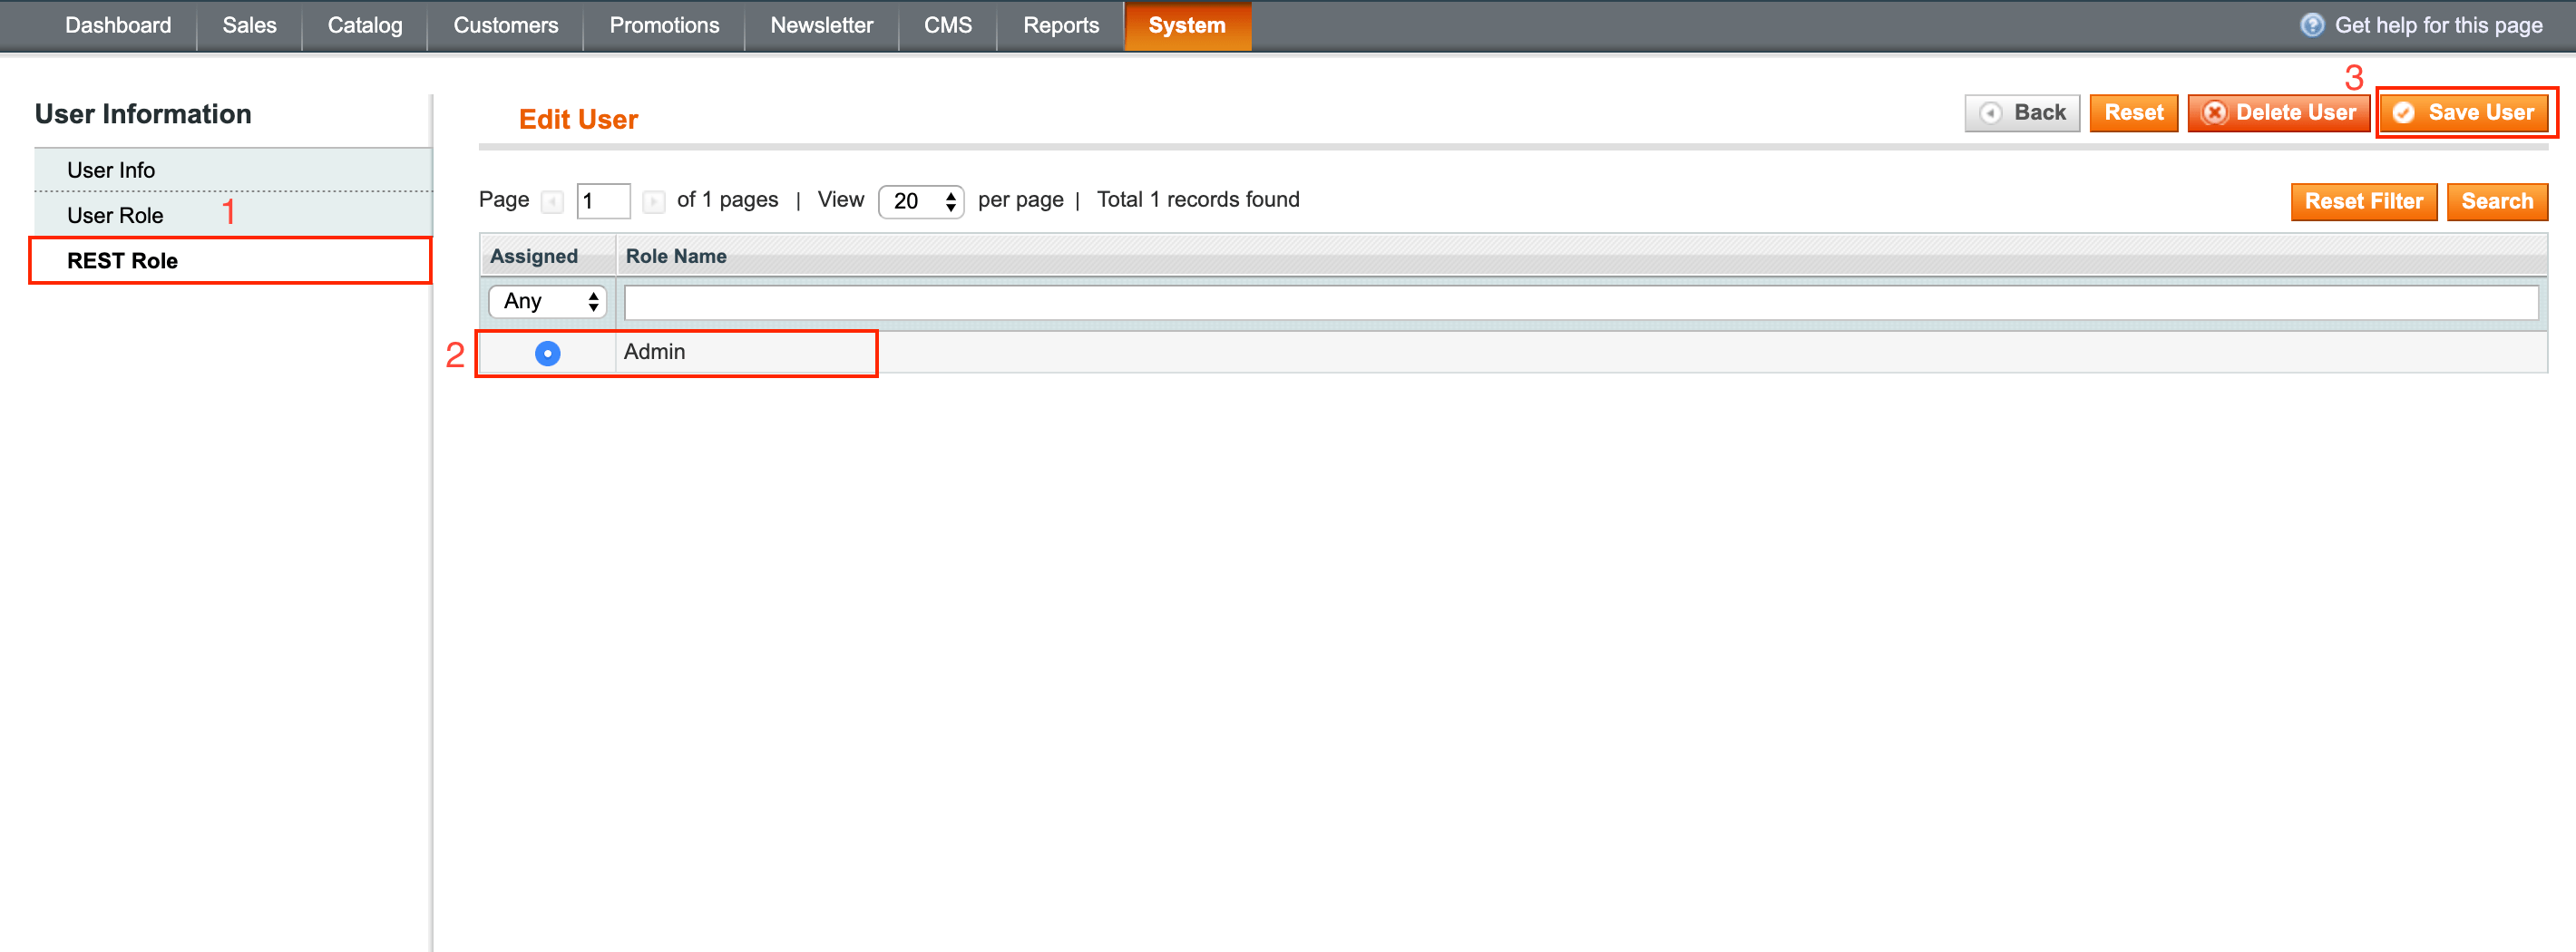 Dashboard Sales Catalog Customers Promotions Newsletter CMS Reports System Get help for this page
3
User Information
Edit User
Back Reset Delete User Save User
User Info
User Role 1
REST Role
Page 1 of 1 pages | View 20 per page | Total 1 records found
Reset Filter Search
Assigned Role Name
Any
2 Admin